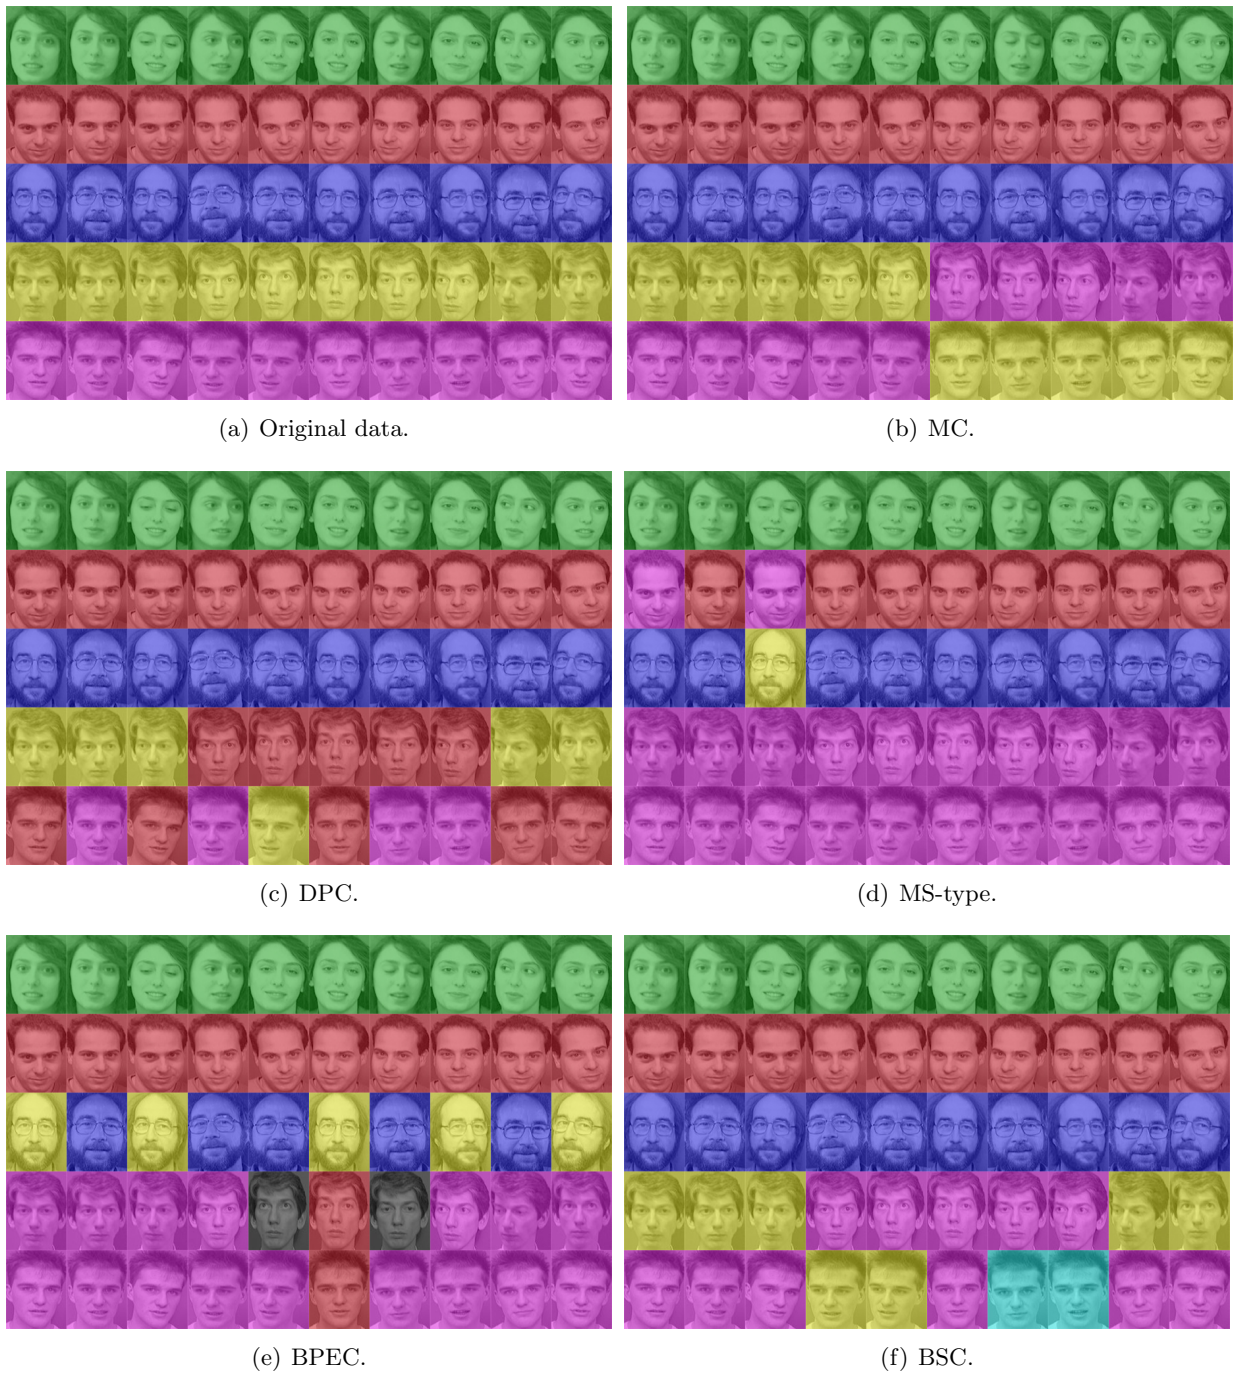 (a) Original data.
(b) MC.
(c) DPC.
(d) MS-type.
(e) BPEC.
(f) BSC.